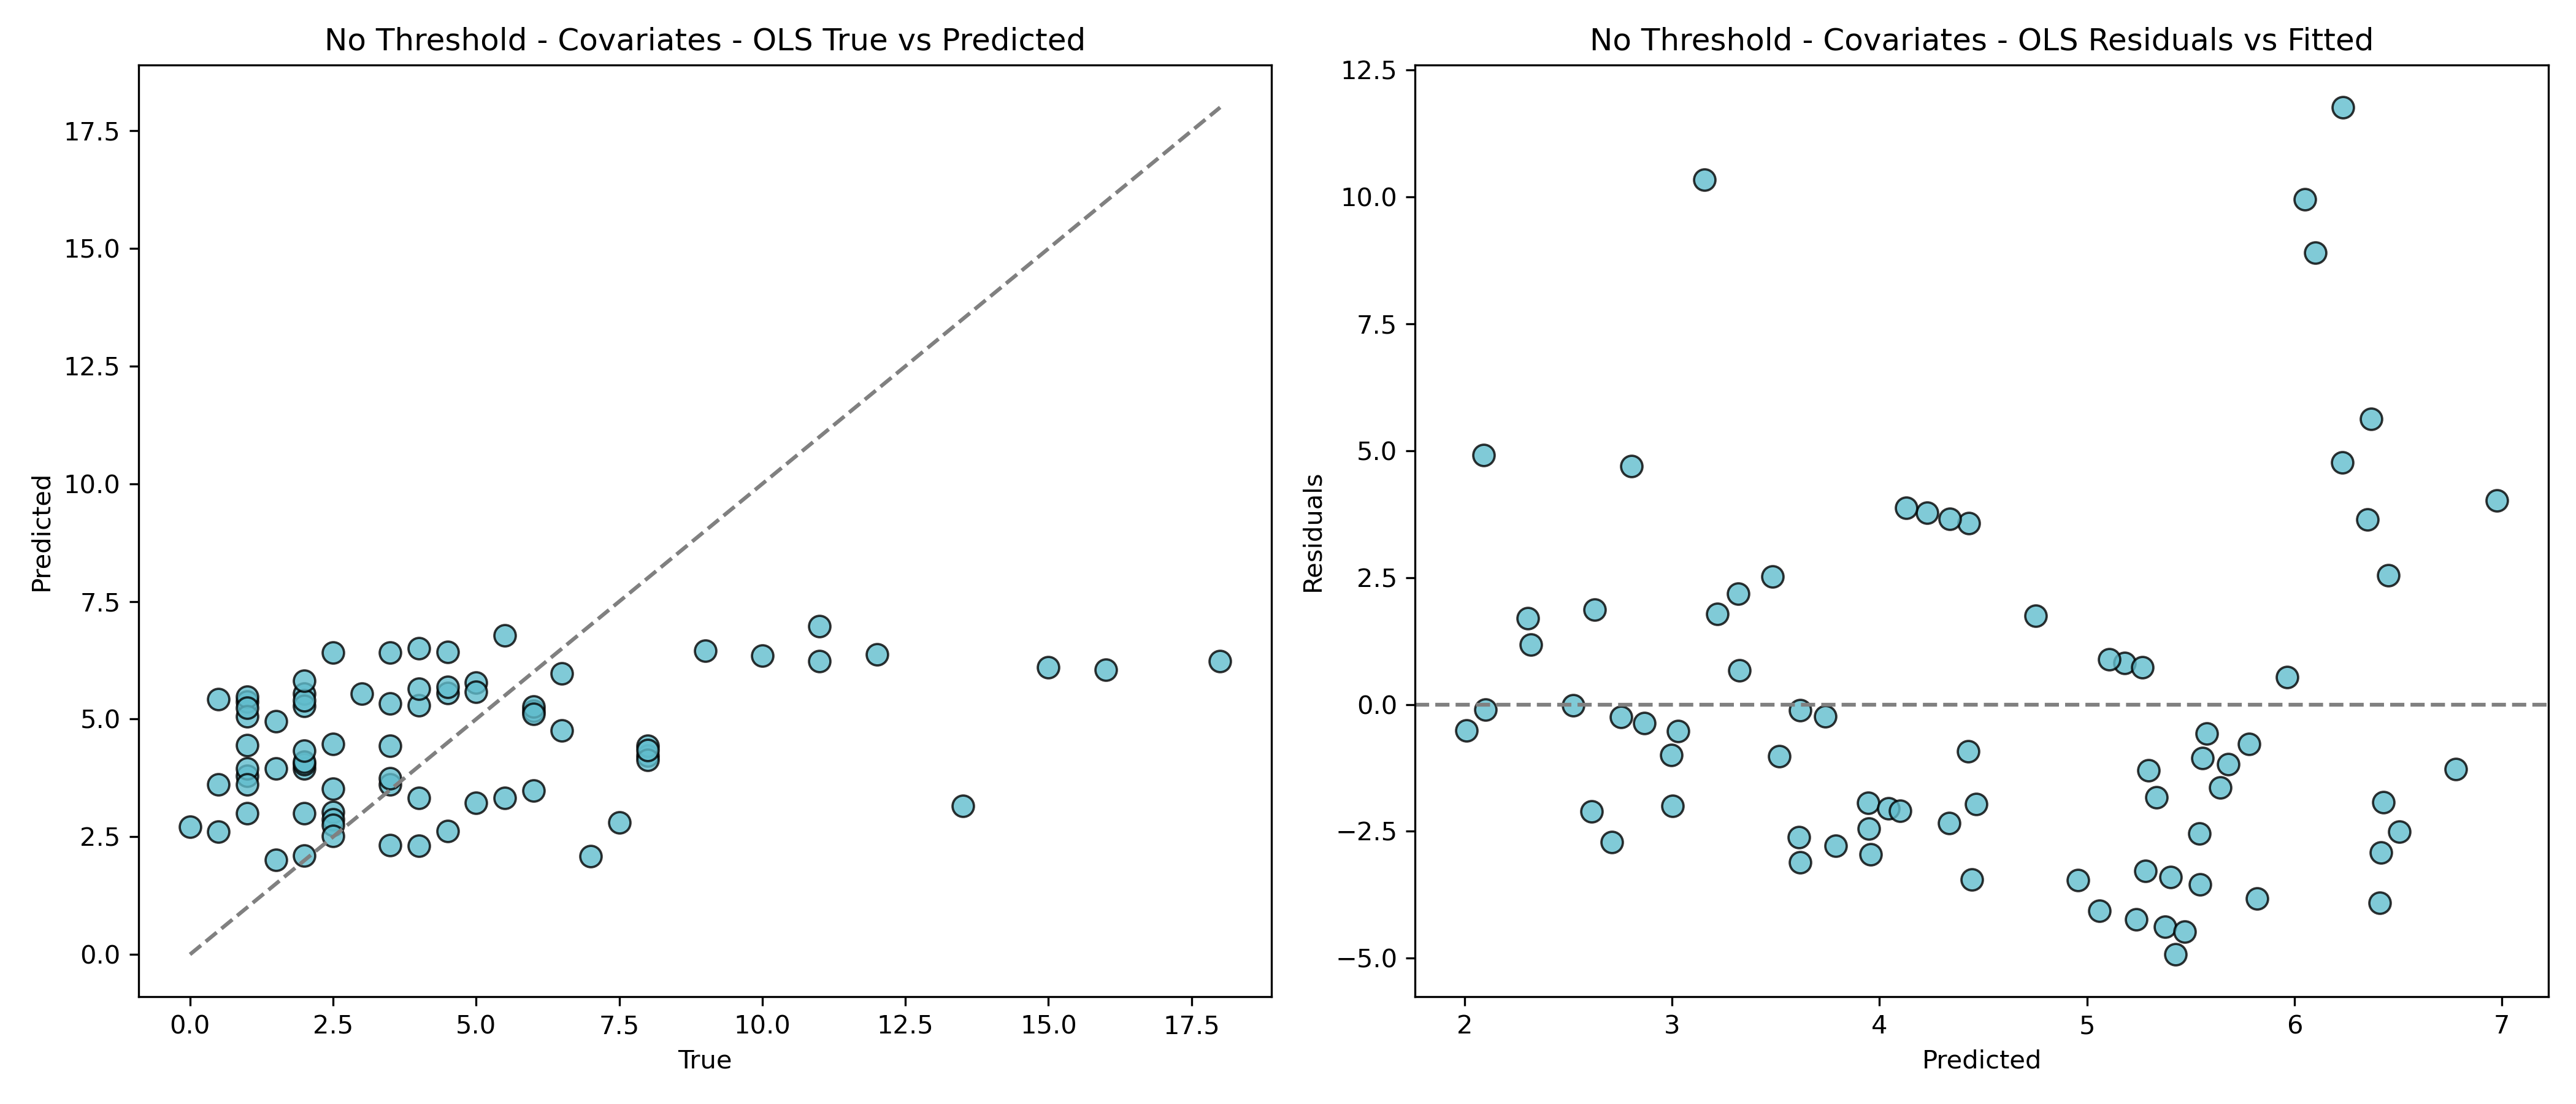 No Threshold - Covariates - OLS True vs Predicted
Predicted
17.5
15.0
12.5
10.0
7.5
5.0
2.5
0.0
0.0 2.5 5.0 7.5 10.0 12.5 15.0 17.5
True
No Threshold - Covariates - OLS Residuals vs Fitted
Residuals
12.5
10.0
7.5
5.0
2.5
0.0
−2.5
−5.0
2 3 4 5 6 7
Predicted